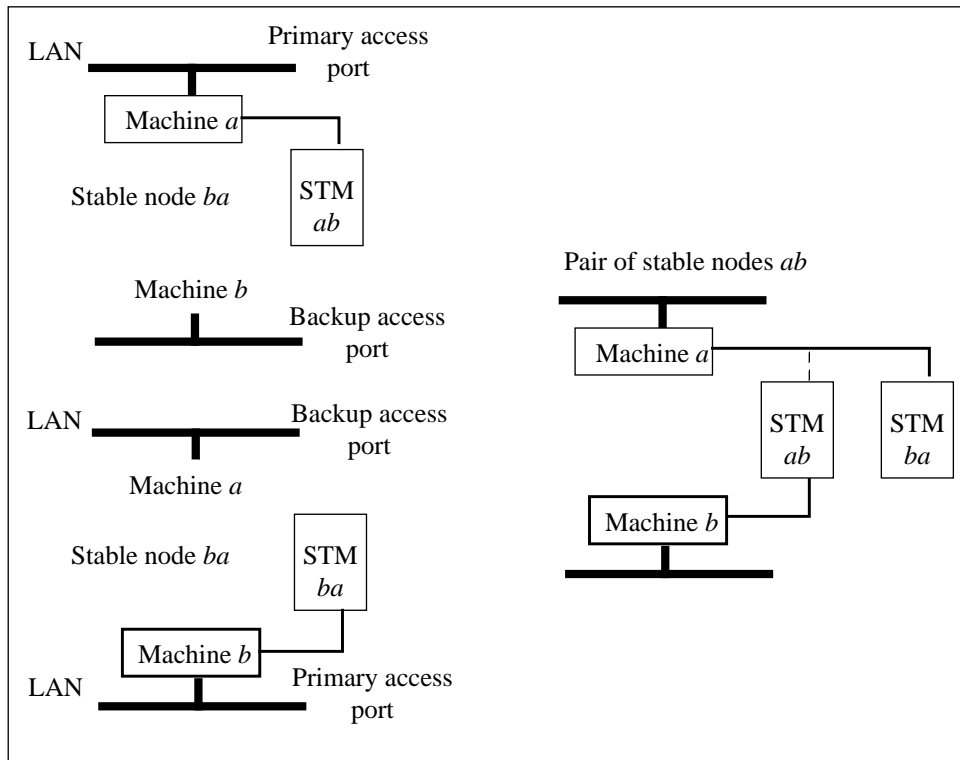 LAN
Primary access
port
Machine a
Stable node ba
STM
ab
Machine b
Backup access
port
LAN
Backup access
port
Machine a
Stable node ba
STM
ba
Machine b
LAN
Primary access
port
Pair of stable nodes ab
Machine a
STM
ab
STM
ba
Machine b